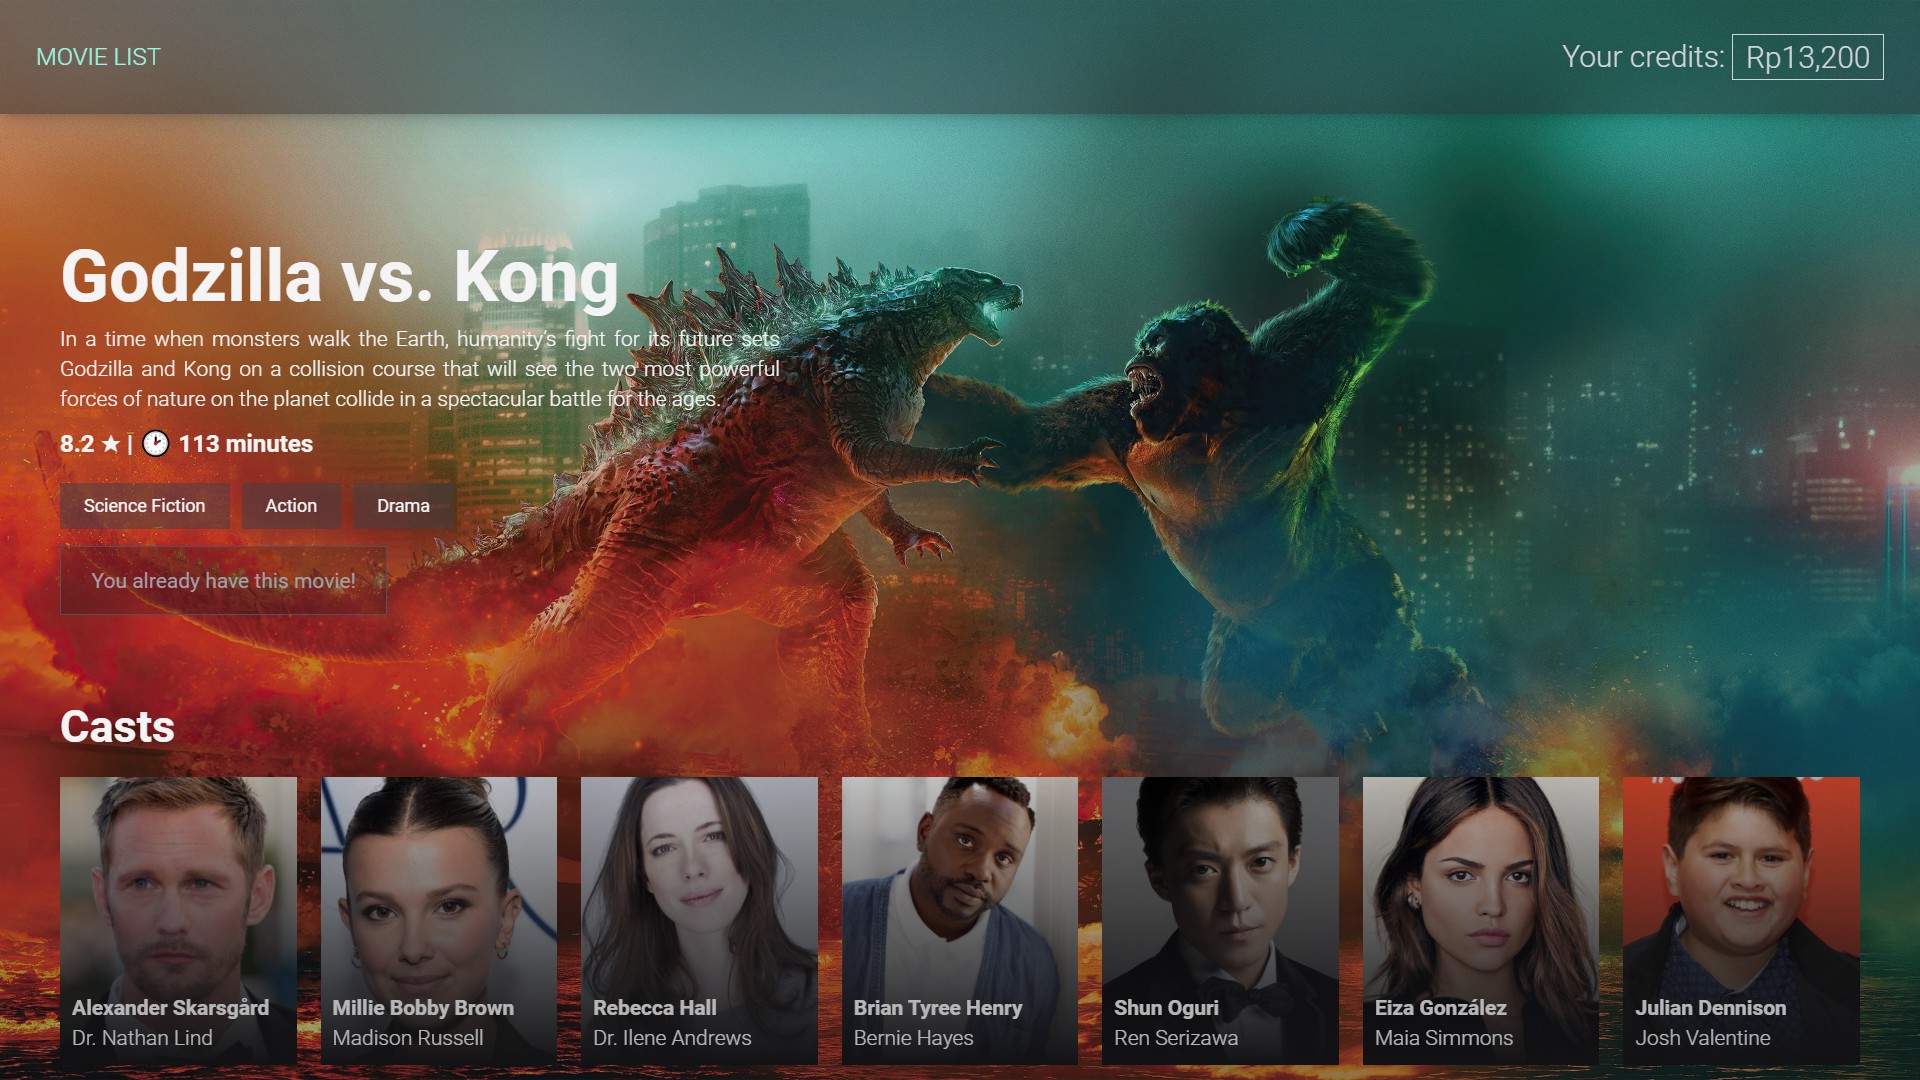 MOVIE LIST
Your credits: Rp13,200
Godzilla vs. Kong
In a time when monsters walk the Earth, humanity's fight for its future sets
Godzilla and Kong on a collision course that will see the two most powerful
forces of nature on the planet collide in a spectacular battle for the ages.
8.2 ★ | 🕐 113 minutes
Science Fiction
Action
Drama
You already have this movie!
Casts
Alexander Skarsgård
Dr. Nathan Lind
Millie Bobby Brown
Madison Russell
Rebecca Hall
Dr. Ilene Andrews
Brian Tyree Henry
Bernie Hayes
Shun Oguri
Ren Serizawa
Eiza González
Maia Simmons
Julian Dennison
Josh Valentine